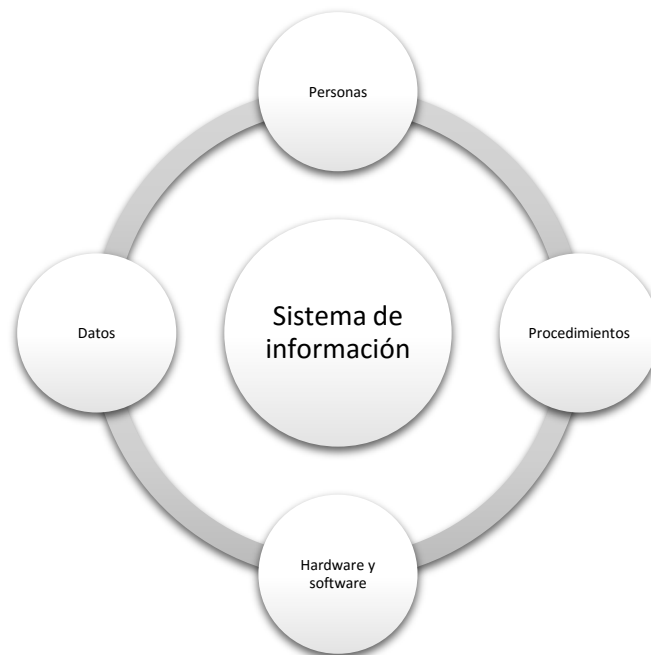 Personas
Datos
Sistema de
información
Procedimientos
Hardware y
software